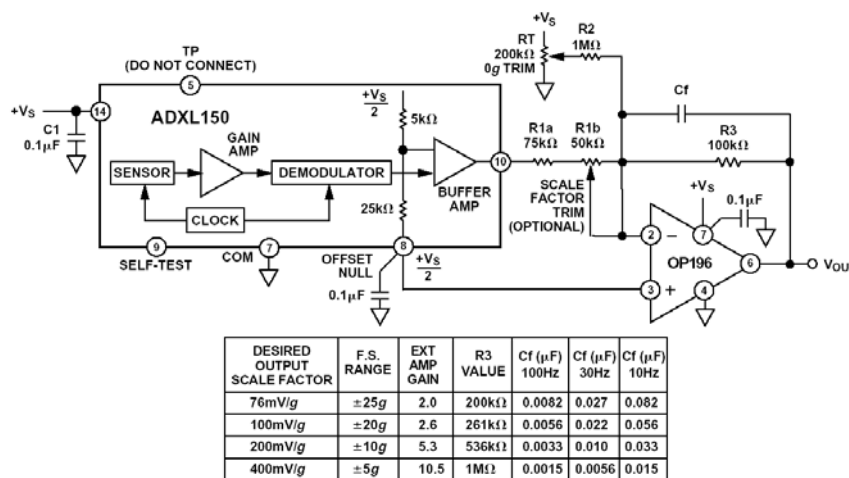 TP
(DO NOT CONNECT)
5
+VS
14
C1
0.1µF
ADXL150
GAIN
AMP
SENSOR
DEMODULATOR
CLOCK
+VS
2
5kΩ
25kΩ
BUFFER
AMP
10
9
SELF-TEST
COM
7
OFFSET
NULL
8
+VS
2
0.1µF
+VS
RT
200kΩ
0g TRIM
R2
1MΩ
Cf
R1a
75kΩ
R1b
50kΩ
R3
100kΩ
SCALE
FACTOR
TRIM
(OPTIONAL)
+VS
0.1µF
7
2
−
OP196
6
VOU
3
+
4
DESIRED OUTPUT SCALE FACTOR F.S. RANGE EXT AMP GAIN R3 VALUE Cf (µF) 100Hz Cf (µF) 30Hz Cf (µF) 10Hz
76mV/g ±25g 2.0 200kΩ 0.0082 0.027 0.082
100mV/g ±20g 2.6 261kΩ 0.0056 0.022 0.056
200mV/g ±10g 5.3 536kΩ 0.0033 0.010 0.033
400mV/g ±5g 10.5 1MΩ 0.0015 0.0056 0.015